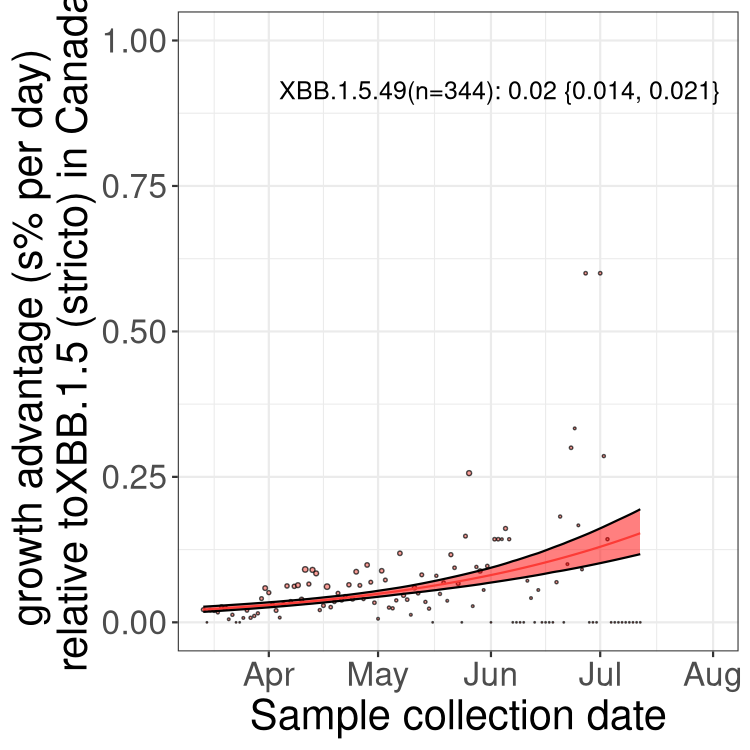 growth advantage (s% per day)
relative toXBB.1.5 (stricto) in Canada
1.00
0.75
0.50
0.25
0.00
XBB.1.5.49(n=344): 0.02 {0.014, 0.021}
Apr May Jun Jul Aug
Sample collection date